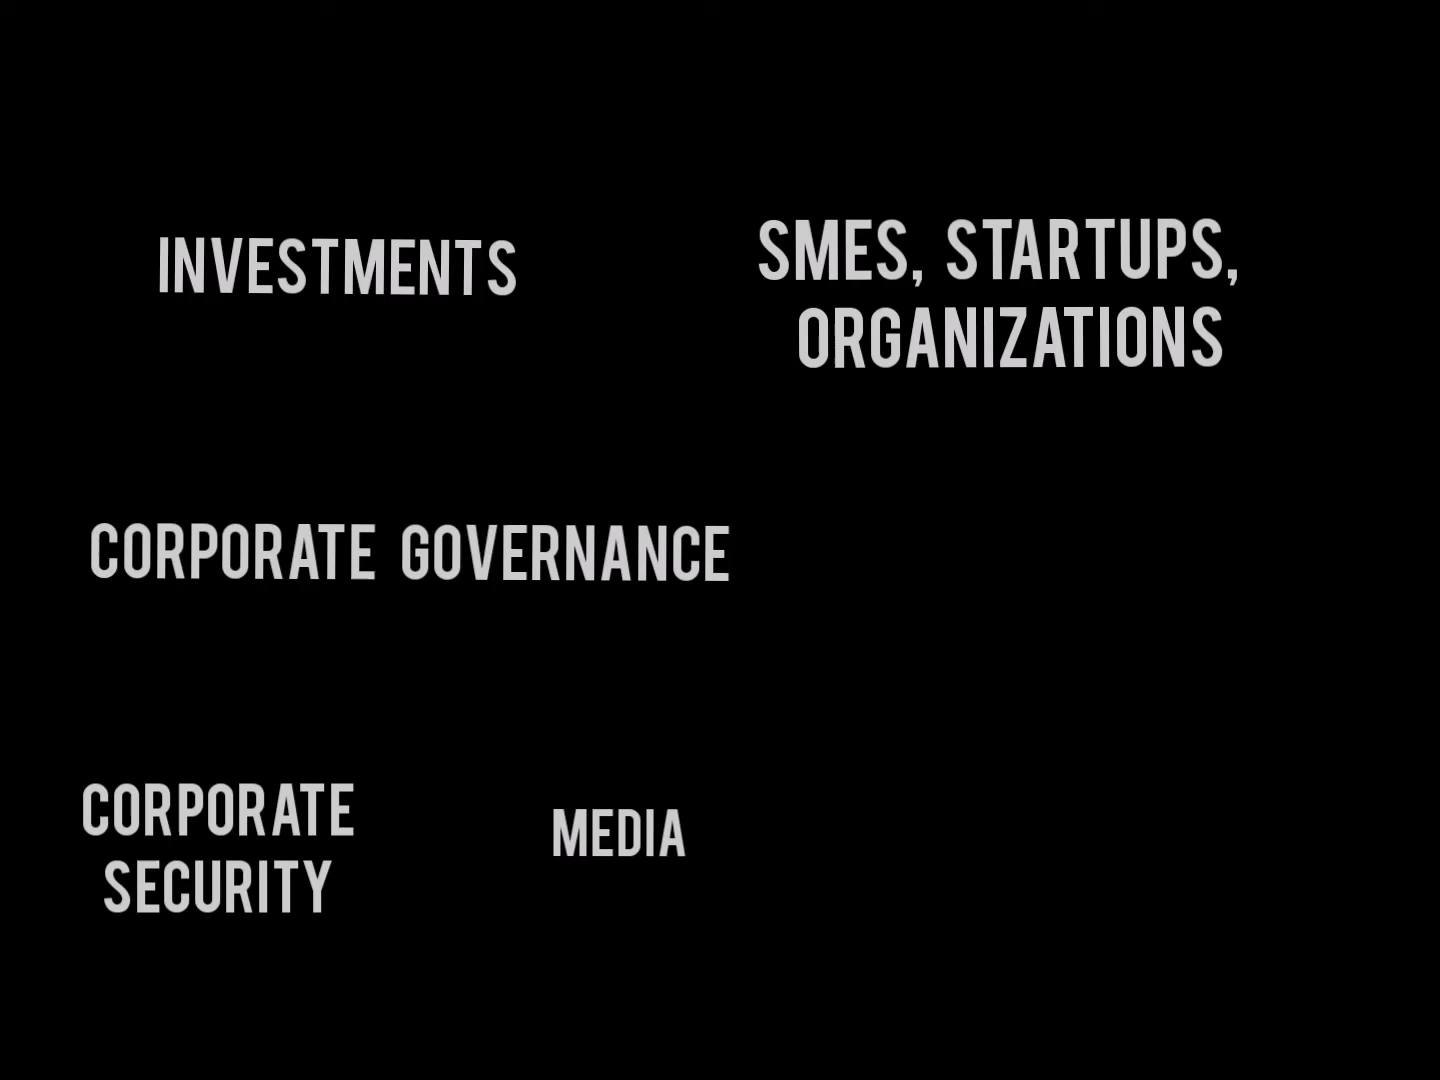 INVESTMENTS
SMES, STARTUPS,
ORGANIZATIONS
CORPORATE GOVERNANCE
CORPORATE
SECURITY
MEDIA